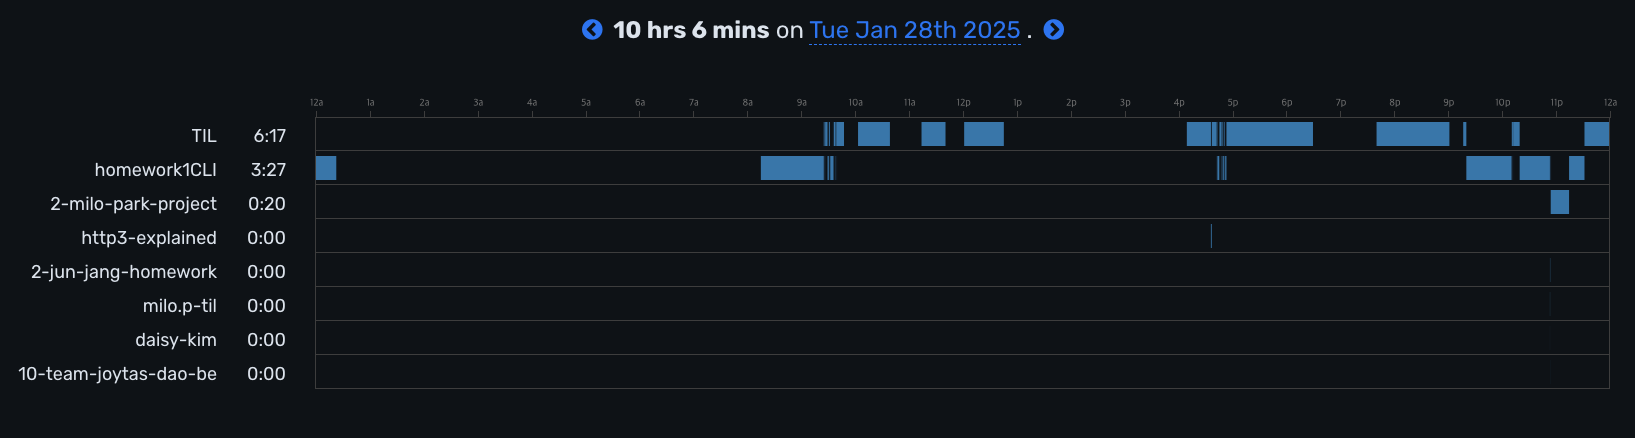 10 hrs 6 mins on Tue Jan 28th 2025 .
12a 1a 2a 3a 4a 5a 6a 7a 8a 9a 10a 11a 12p 1p 2p 3p 4p 5p 6p 7p 8p 9p 10p 11p 12a
TIL 6:17
homework1CLI 3:27
2-milo-park-project 0:20
http3-explained 0:00
2-jun-jang-homework 0:00
milo.p-til 0:00
daisy-kim 0:00
10-team-joytas-dao-be 0:00